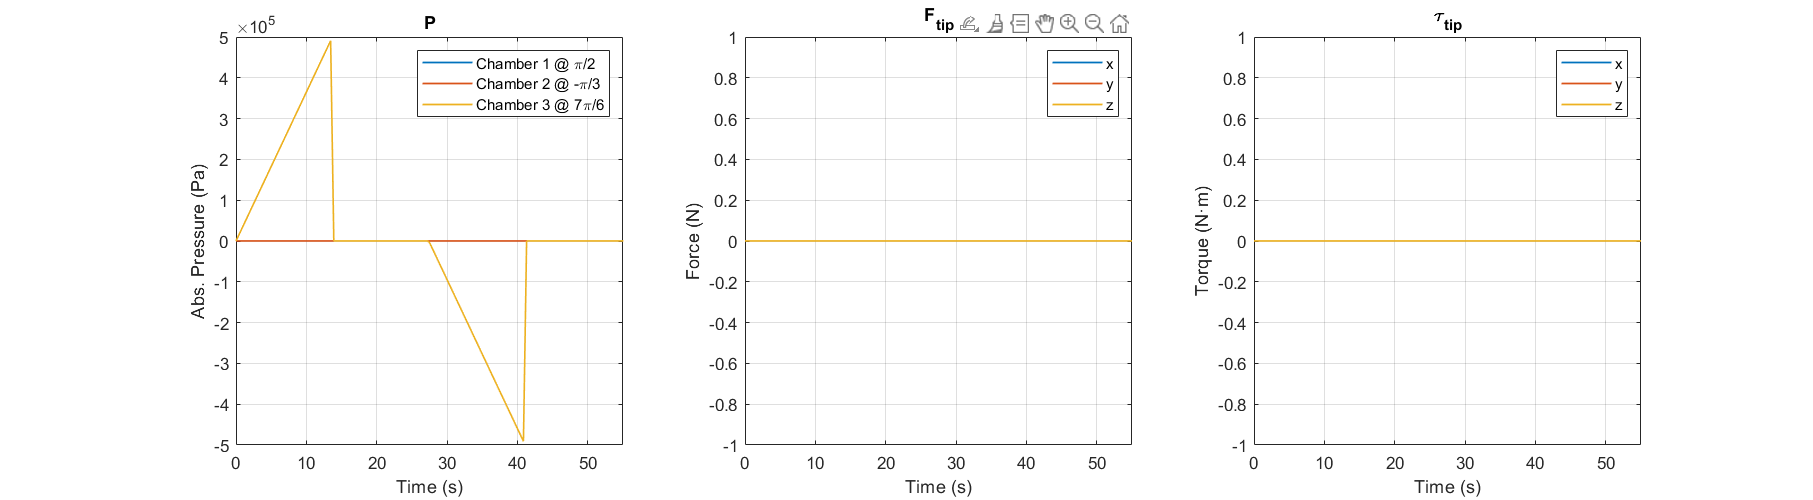 P
×10⁵
5
4
3
2
1
0
-1
-2
-3
-4
-5
Abs. Pressure (Pa)
0 10 20 30 40 50
Time (s)
Chamber 1 @ π/2
Chamber 2 @ -π/3
Chamber 3 @ 7π/6
F_tip
1
0.8
0.6
0.4
0.2
0
-0.2
-0.4
-0.6
-0.8
-1
Force (N)
0 10 20 30 40 50
Time (s)
x
y
z
τ_tip
1
0.8
0.6
0.4
0.2
0
-0.2
-0.4
-0.6
-0.8
-1
Torque (N·m)
0 10 20 30 40 50
Time (s)
x
y
z